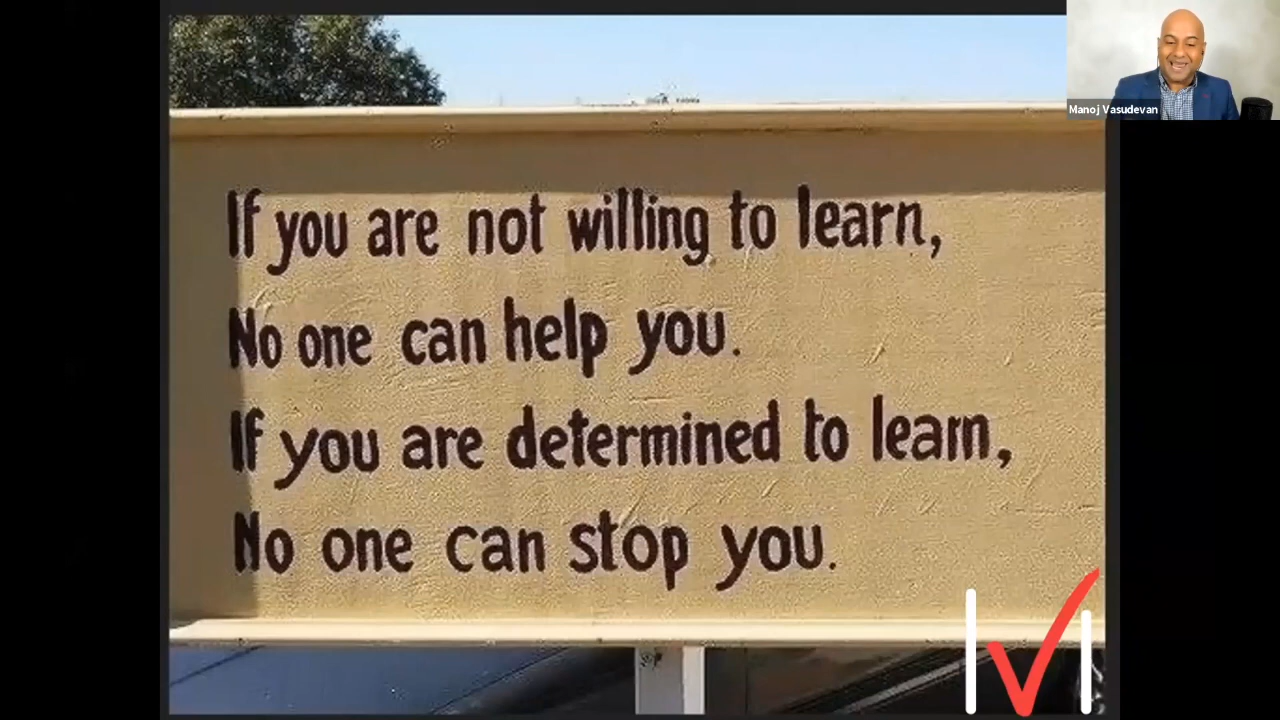 Manoj Vasudevan
If you are not willing to learn,
No one can help you.
If you are determined to learn,
No one can stop you.